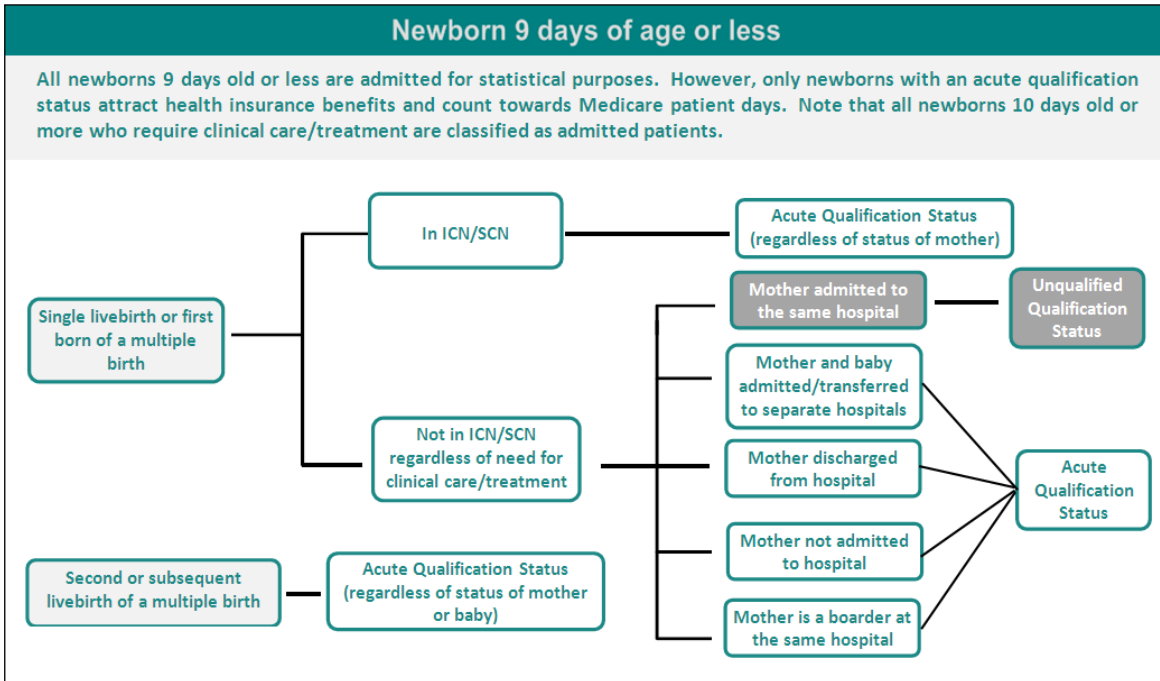 Newborn 9 days of age or less
All newborns 9 days old or less are admitted for statistical purposes. However, only newborns with an acute qualification
status attract health insurance benefits and count towards Medicare patient days. Note that all newborns 10 days old or
more who require clinical care/treatment are classified as admitted patients.
Single livebirth or first
born of a multiple
birth
In ICN/SCN
Acute Qualification Status
(regardless of status of mother)
Not in ICN/SCN
regardless of need for
clinical care/treatment
Mother admitted to
the same hospital
Unqualified
Qualification
Status
Mother and baby
admitted/transferred
to separate hospitals
Mother discharged
from hospital
Mother not admitted
to hospital
Mother is a boarder at
the same hospital
Acute
Qualification
Status
Second or subsequent
livebirth of a multiple birth
Acute Qualification Status
(regardless of status of mother
or baby)